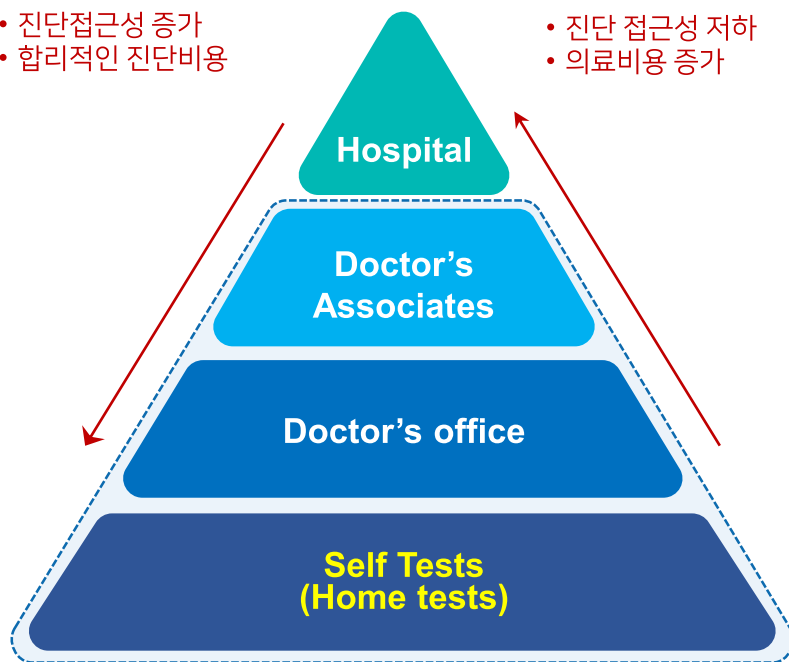 • 진단접근성 증가
• 합리적인 진단비용
• 진단 접근성 저하
• 의료비용 증가
Hospital
Doctor’s
Associates
Doctor’s office
Self Tests
(Home tests)